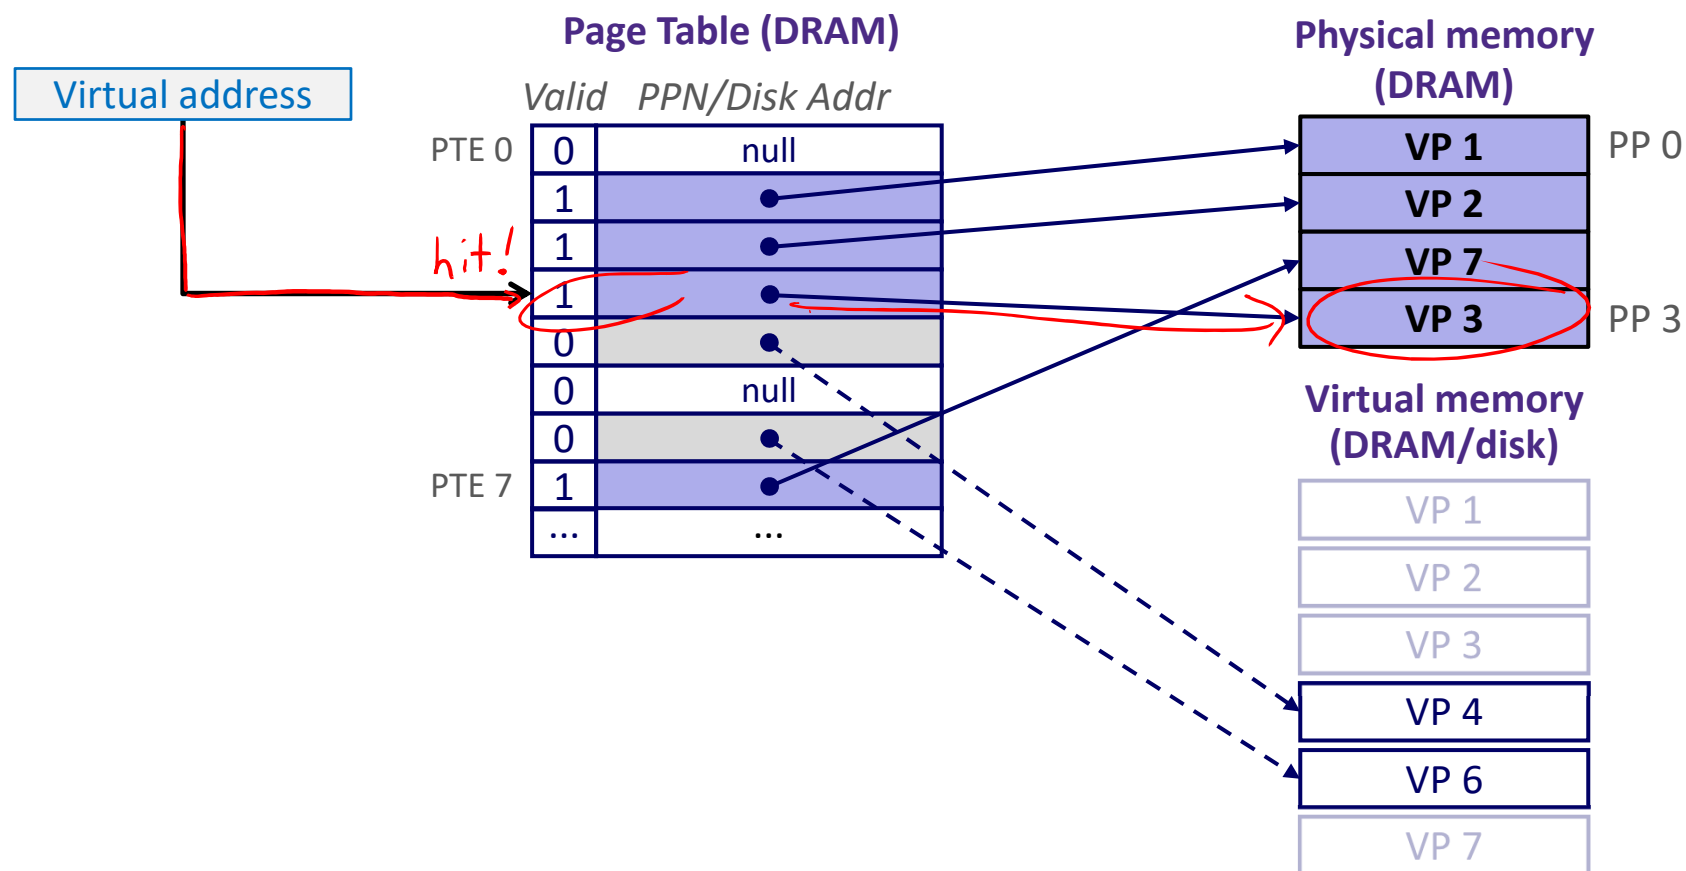 Page Table (DRAM)
Physical memory
(DRAM)
Virtual address
Valid PPN/Disk Addr
PTE 0 0 null
1
1
hit! 1
0
0 null
0
PTE 7 1
... ...
VP 1 PP 0
VP 2
VP 7
VP 3 PP 3
Virtual memory
(DRAM/disk)
VP 1
VP 2
VP 3
VP 4
VP 6
VP 7